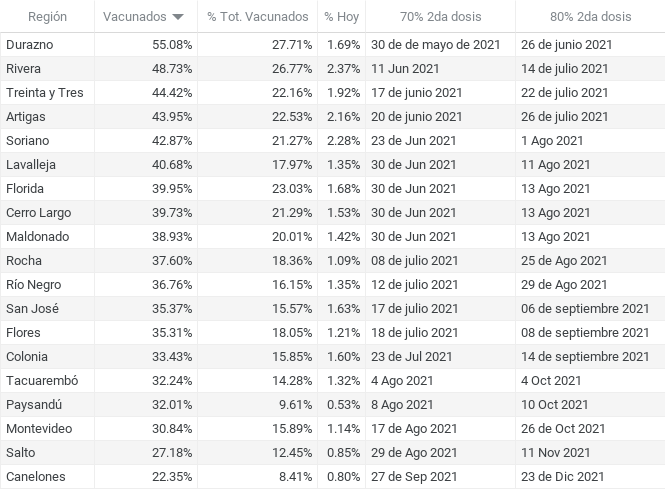 Región Vacunados % Tot. Vacunados % Hoy 70% 2da dosis 80% 2da dosis
Durazno 55.08% 27.71% 1.69% 30 de de mayo de 2021 26 de junio 2021
Rivera 48.73% 26.77% 2.37% 11 Jun 2021 14 de julio 2021
Treinta y Tres 44.42% 22.16% 1.92% 17 de junio 2021 22 de julio 2021
Artigas 43.95% 22.53% 2.16% 20 de junio 2021 26 de julio 2021
Soriano 42.87% 21.27% 2.28% 23 de Jun 2021 1 Ago 2021
Lavalleja 40.68% 17.97% 1.35% 30 de Jun 2021 11 Ago 2021
Florida 39.95% 23.03% 1.68% 30 de Jun 2021 13 Ago 2021
Cerro Largo 39.73% 21.29% 1.53% 30 de Jun 2021 13 Ago 2021
Maldonado 38.93% 20.01% 1.42% 30 de Jun 2021 13 Ago 2021
Rocha 37.60% 18.36% 1.09% 08 de julio 2021 25 de Ago 2021
Río Negro 36.76% 16.15% 1.35% 12 de julio 2021 29 de Ago 2021
San José 35.37% 15.57% 1.63% 17 de julio 2021 06 de septiembre 2021
Flores 35.31% 18.05% 1.21% 18 de julio 2021 08 de septiembre 2021
Colonia 33.43% 15.85% 1.60% 23 de Jul 2021 14 de septiembre 2021
Tacuarembó 32.24% 14.28% 1.32% 4 Ago 2021 4 Oct 2021
Paysandú 32.01% 9.61% 0.53% 8 Ago 2021 10 Oct 2021
Montevideo 30.84% 15.89% 1.14% 17 de Ago 2021 26 de Oct 2021
Salto 27.18% 12.45% 0.85% 29 de Ago 2021 11 Nov 2021
Canelones 22.35% 8.41% 0.80% 27 de Sep 2021 23 de Dic 2021